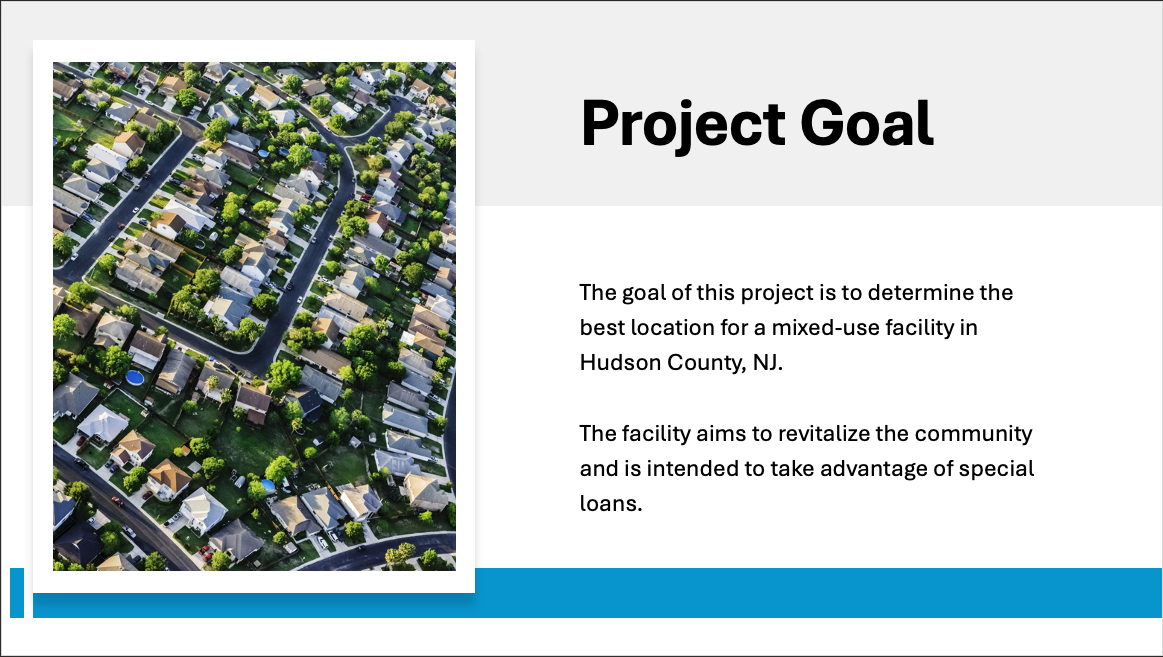 Project Goal
The goal of this project is to determine the
best location for a mixed-use facility in
Hudson County, NJ.
The facility aims to revitalize the community
and is intended to take advantage of special
loans.